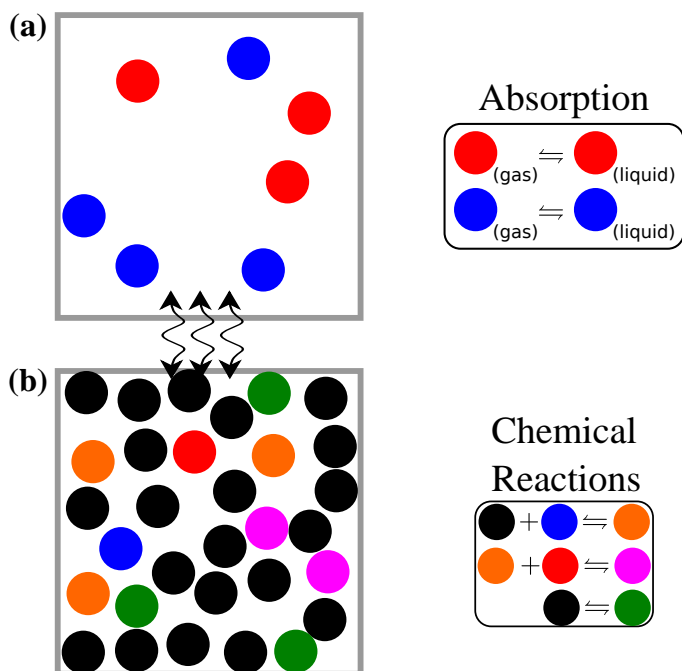 (a)
Absorption
(gas) ⇌ (liquid)
(gas) ⇌ (liquid)
(b)
Chemical
Reactions
+ ⇌
+ ⇌
⇌